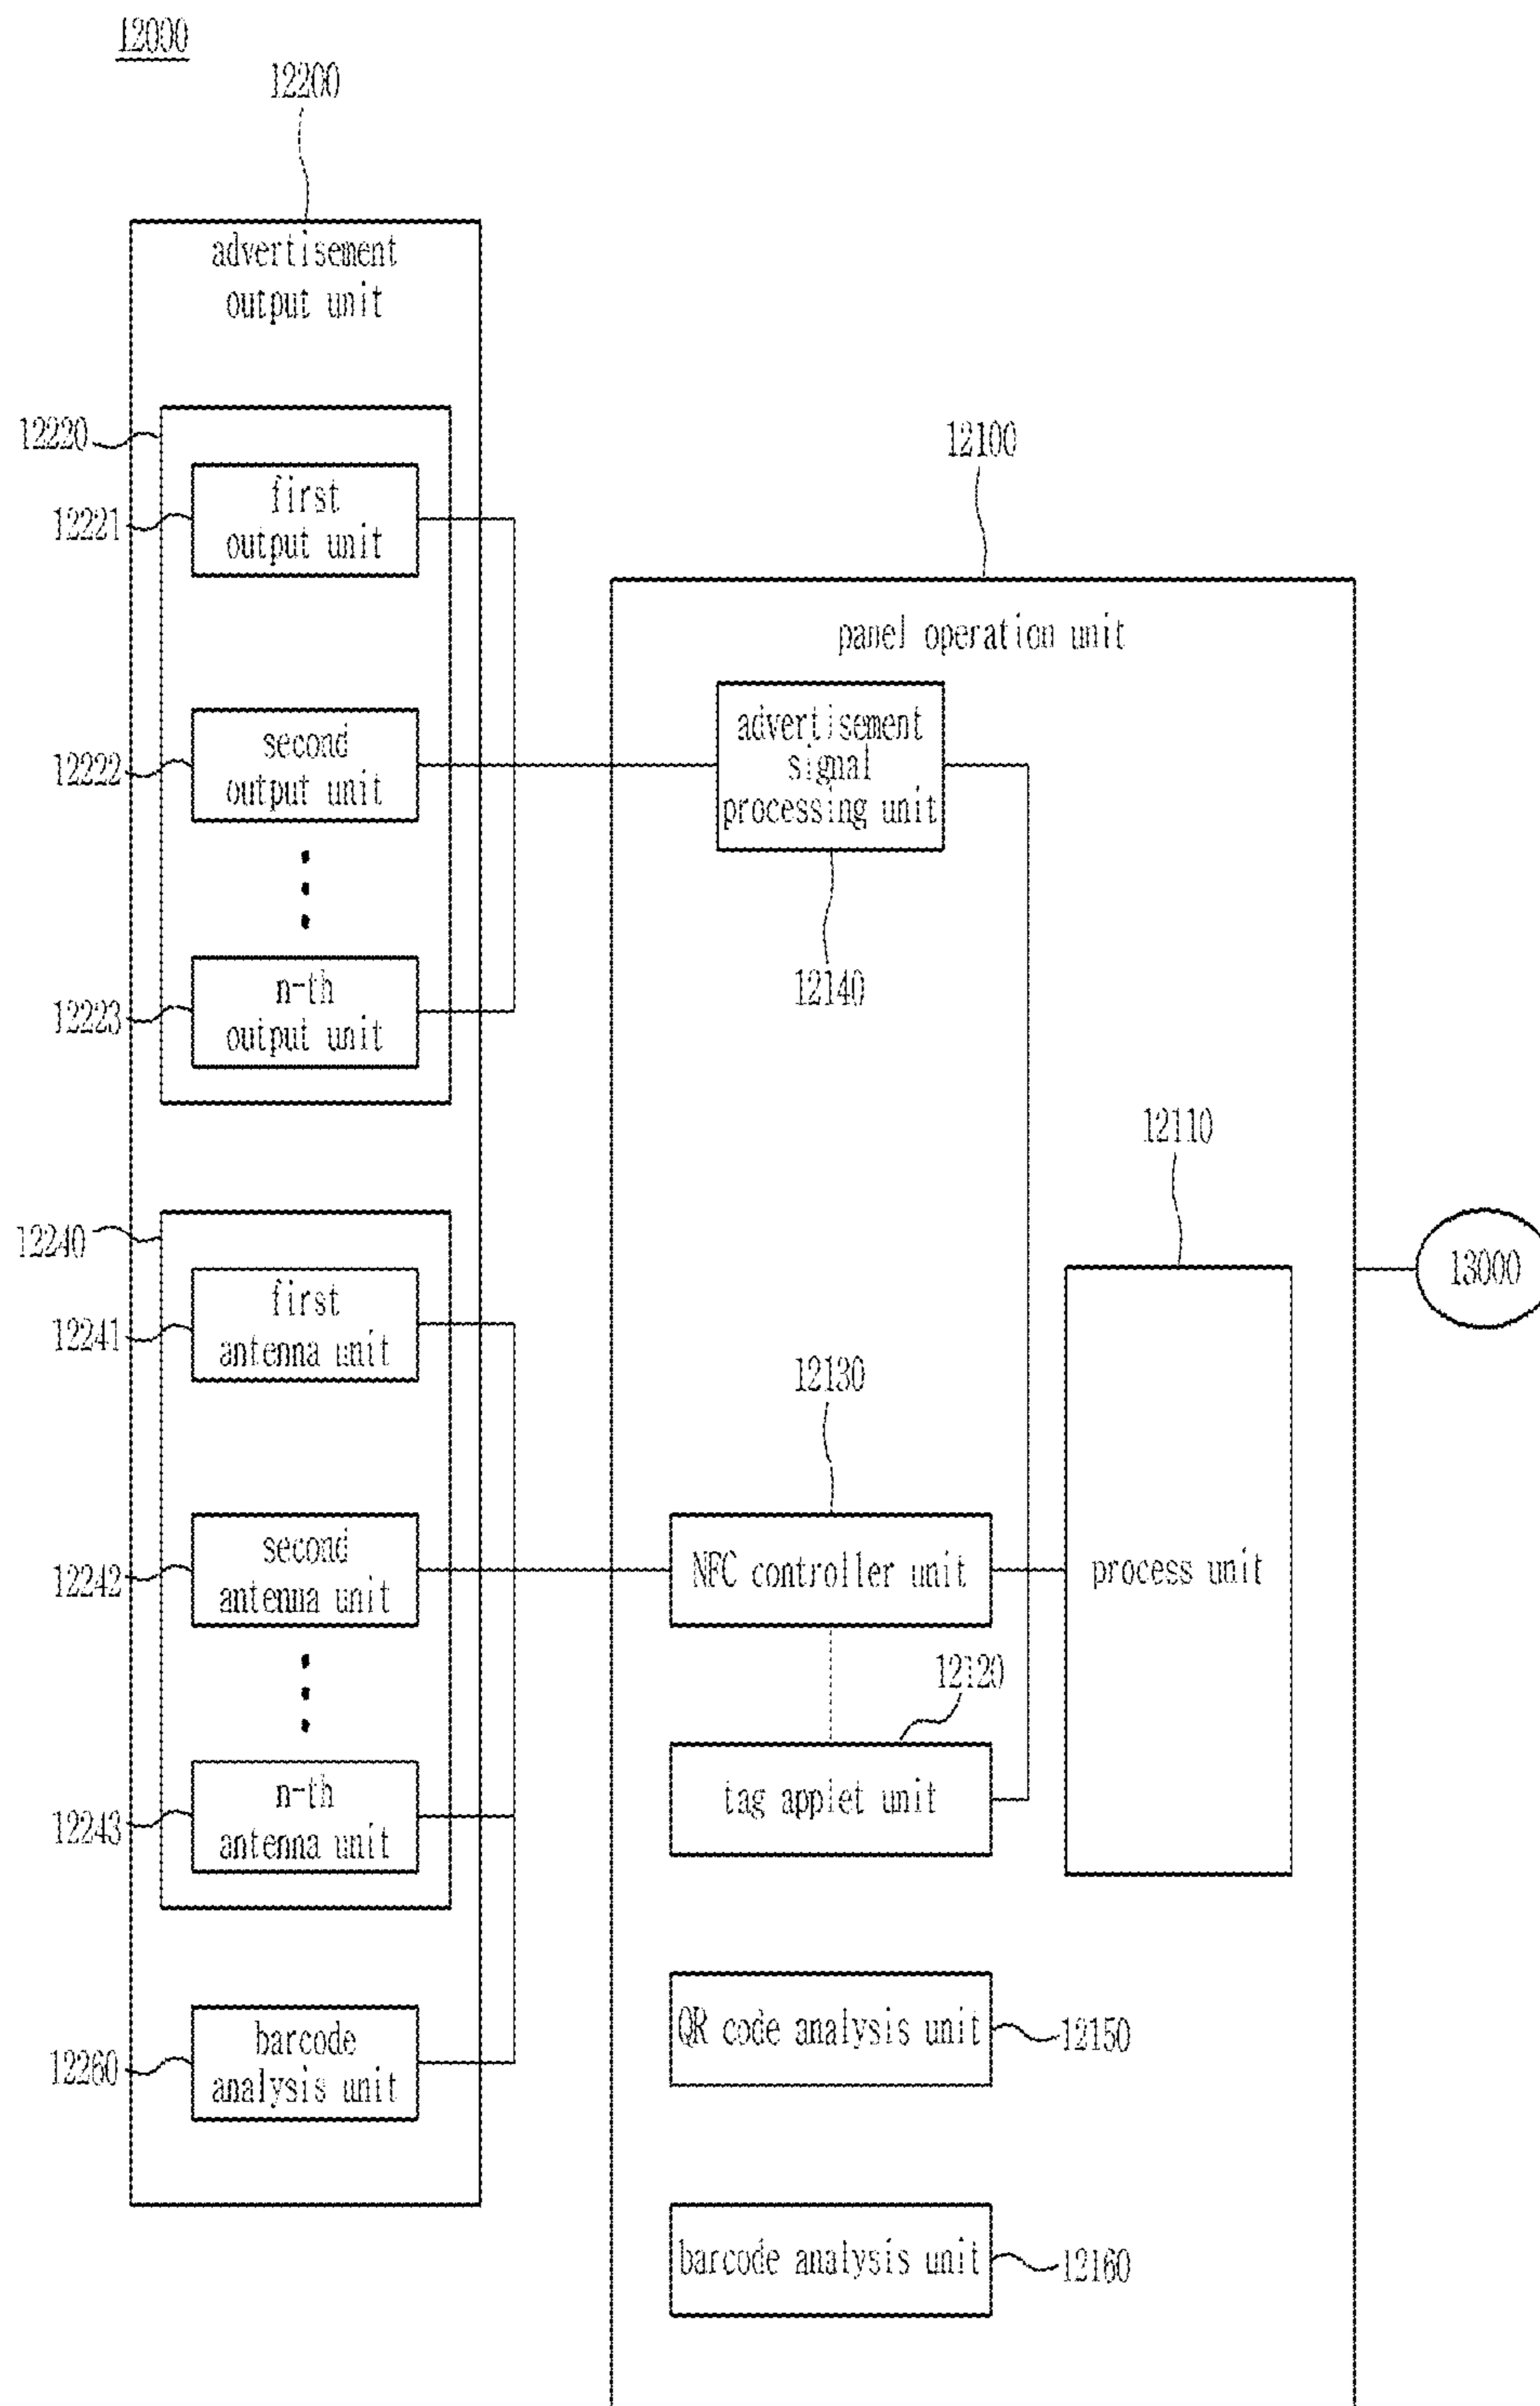 12000
12200
advertisement
output unit
12220
12221
first
output unit
12222
second
output unit
12223
n-th
output unit
12240
12241
first
antenna unit
12242
second
antenna unit
12243
n-th
antenna unit
12260
barcode
analysis unit
12100
panel operation unit
advertisement
signal
processing unit
12140
12110
process unit
12130
NFC controller unit
12120
tag applet unit
QR code analysis unit
12150
barcode analysis unit
12160
13000